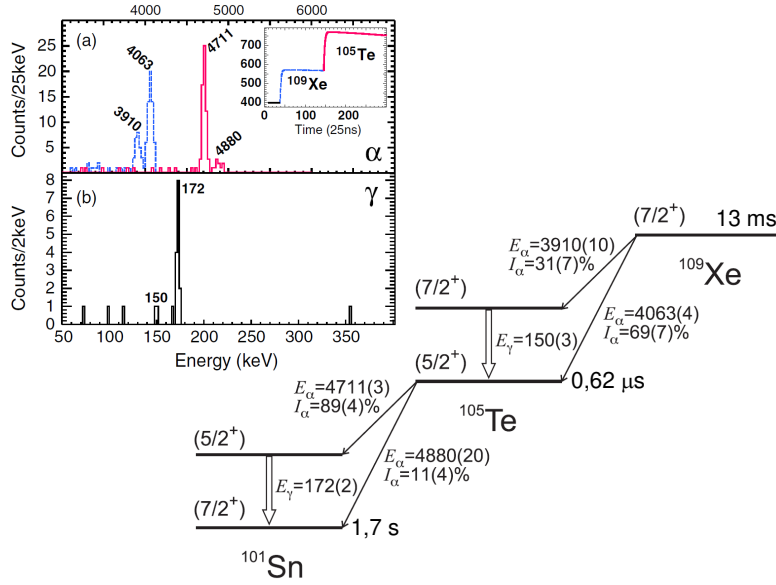 4000 5000 6000
(a)
25
20
15
10
5
Counts/25keV
4063
3910
4711
4880
α
700
600
500
400
105Te
109Xe
0 100 200
Time (25ns)
(b)
γ
8
7
6
5
4
3
2
1
0
Counts/2keV
172
150
50 100 150 200 250 300 350
Energy (keV)
(7/2+) 13 ms
109Xe
Eα=3910(10)
Iα=31(7)%
Eα=4063(4)
Iα=69(7)%
(7/2+)
Eγ=150(3)
(5/2+)
0,62 μs
105Te
Eα=4711(3)
Iα=89(4)%
Eα=4880(20)
Iα=11(4)%
(5/2+)
Eγ=172(2)
(7/2+)
1,7 s
101Sn